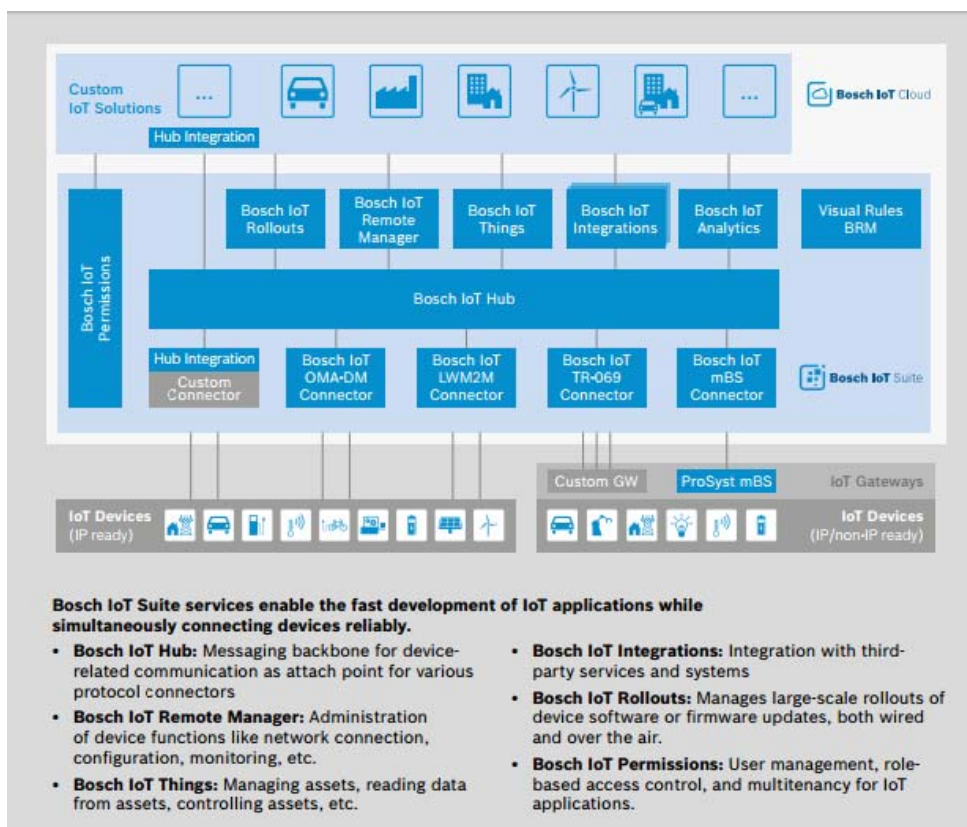 Custom
IoT Solutions
...
...
Bosch IoT Cloud
Hub Integration
Bosch IoT
Permissions
Bosch IoT
Rollouts
Bosch IoT
Remote
Manager
Bosch IoT
Things
Bosch IoT
Integrations
Bosch IoT
Analytics
Visual Rules
BRM
Bosch IoT Hub
Hub Integration
Custom
Connector
Bosch IoT
OMA-DM
Connector
Bosch IoT
LWM2M
Connector
Bosch IoT
TR-069
Connector
Bosch IoT
mBS
Connector
Bosch IoT Suite
Custom GW
ProSyst mBS
IoT Gateways
IoT Devices
(IP ready)
IoT Devices
(IP/non-IP ready)
Bosch IoT Suite services enable the fast development of IoT applications while
simultaneously connecting devices reliably.
• Bosch IoT Hub: Messaging backbone for device-
related communication as attach point for various
protocol connectors
• Bosch IoT Remote Manager: Administration
of device functions like network connection,
configuration, monitoring, etc.
• Bosch IoT Things: Managing assets, reading data
from assets, controlling assets, etc.
• Bosch IoT Integrations: Integration with third-
party services and systems
• Bosch IoT Rollouts: Manages large-scale rollouts of
device software or firmware updates, both wired
and over the air.
• Bosch IoT Permissions: User management, role-
based access control, and multitenancy for IoT
applications.